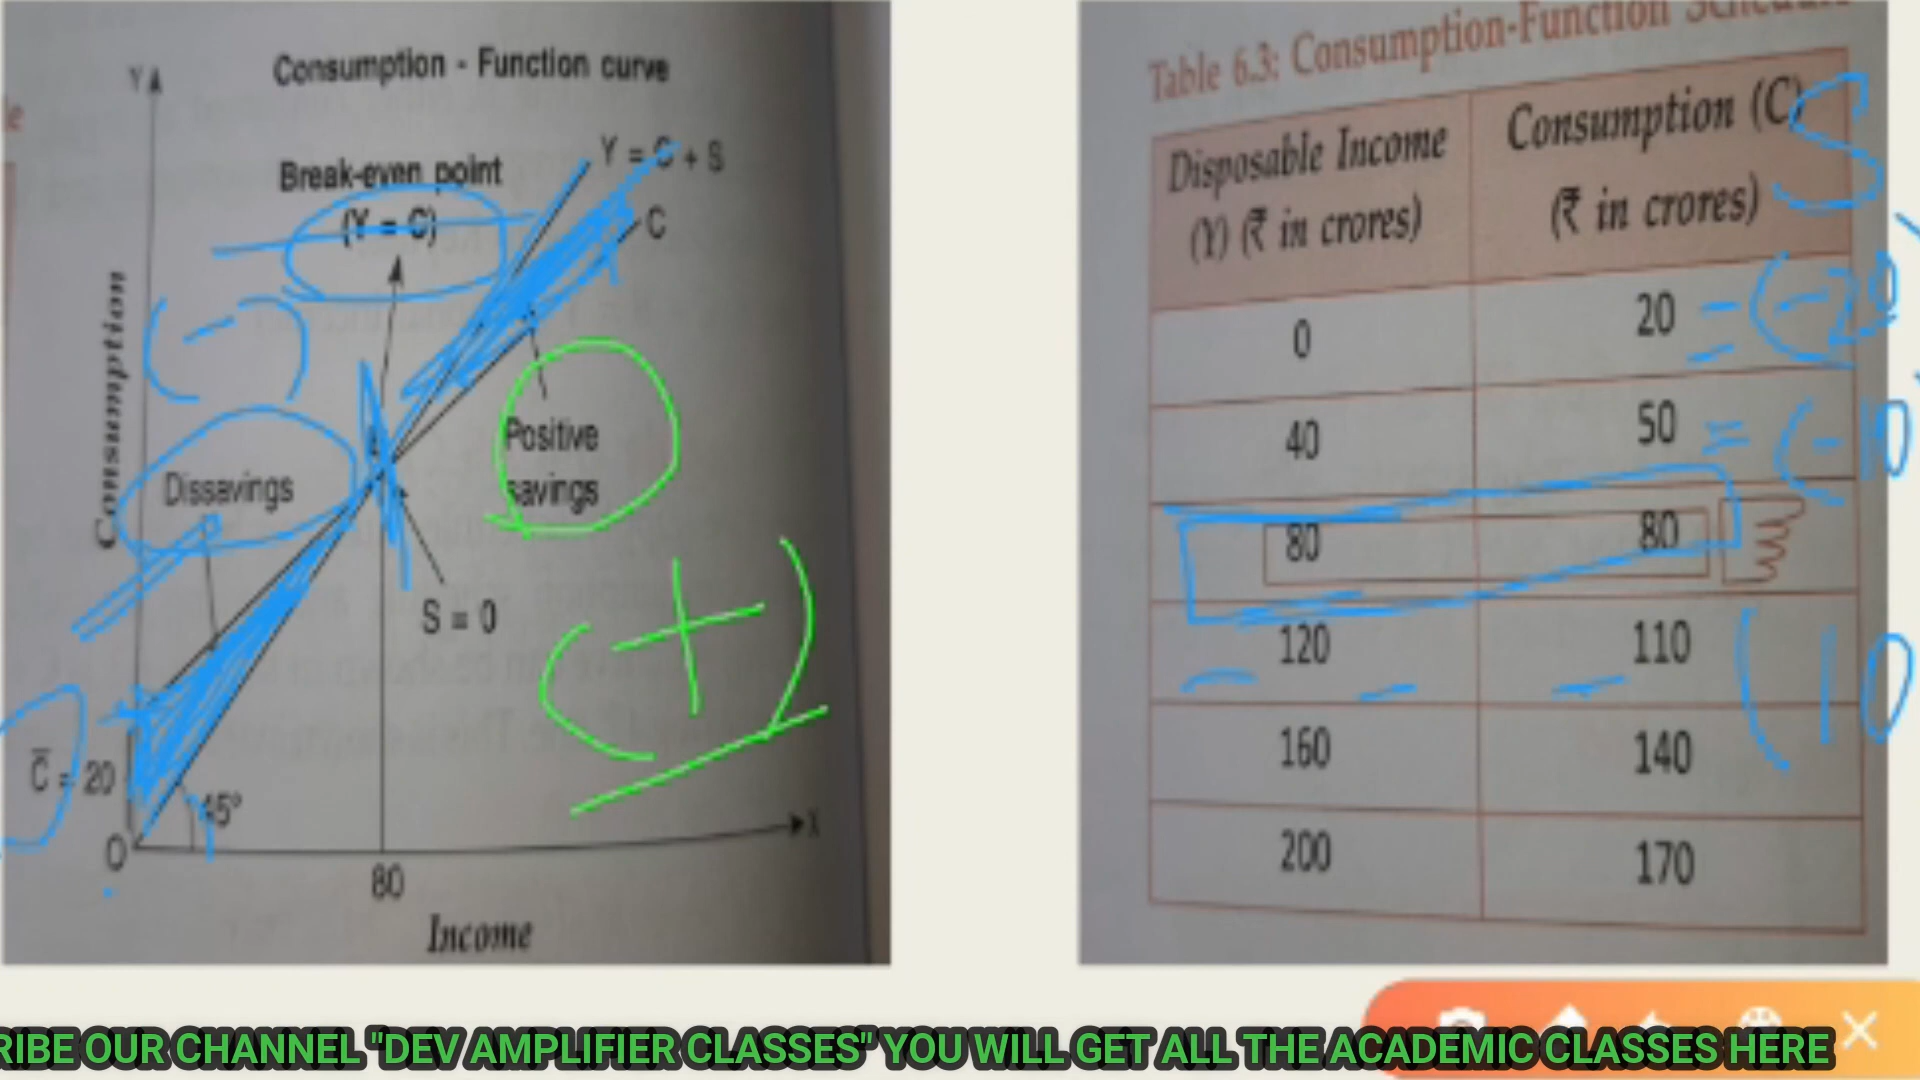 Consumption - Function curve
Y
Break-even point
(Y = C)
Y = C + S
C
Consumption
Dissavings
(-)
Positive
savings
(+)
S = 0
C̅ = 20
45°
O
80
X
Income
Table 6.3: Consumption-Function Schedule
Disposable Income
(Y) (₹ in crores)
Consumption (C)
(₹ in crores)
S
0 20 - (-20
40 50 = (-10
80 80
120 110 (10
160 140
200 170
RIBE OUR CHANNEL "DEV AMPLIFIER CLASSES" YOU WILL GET ALL THE ACADEMIC CLASSES HERE